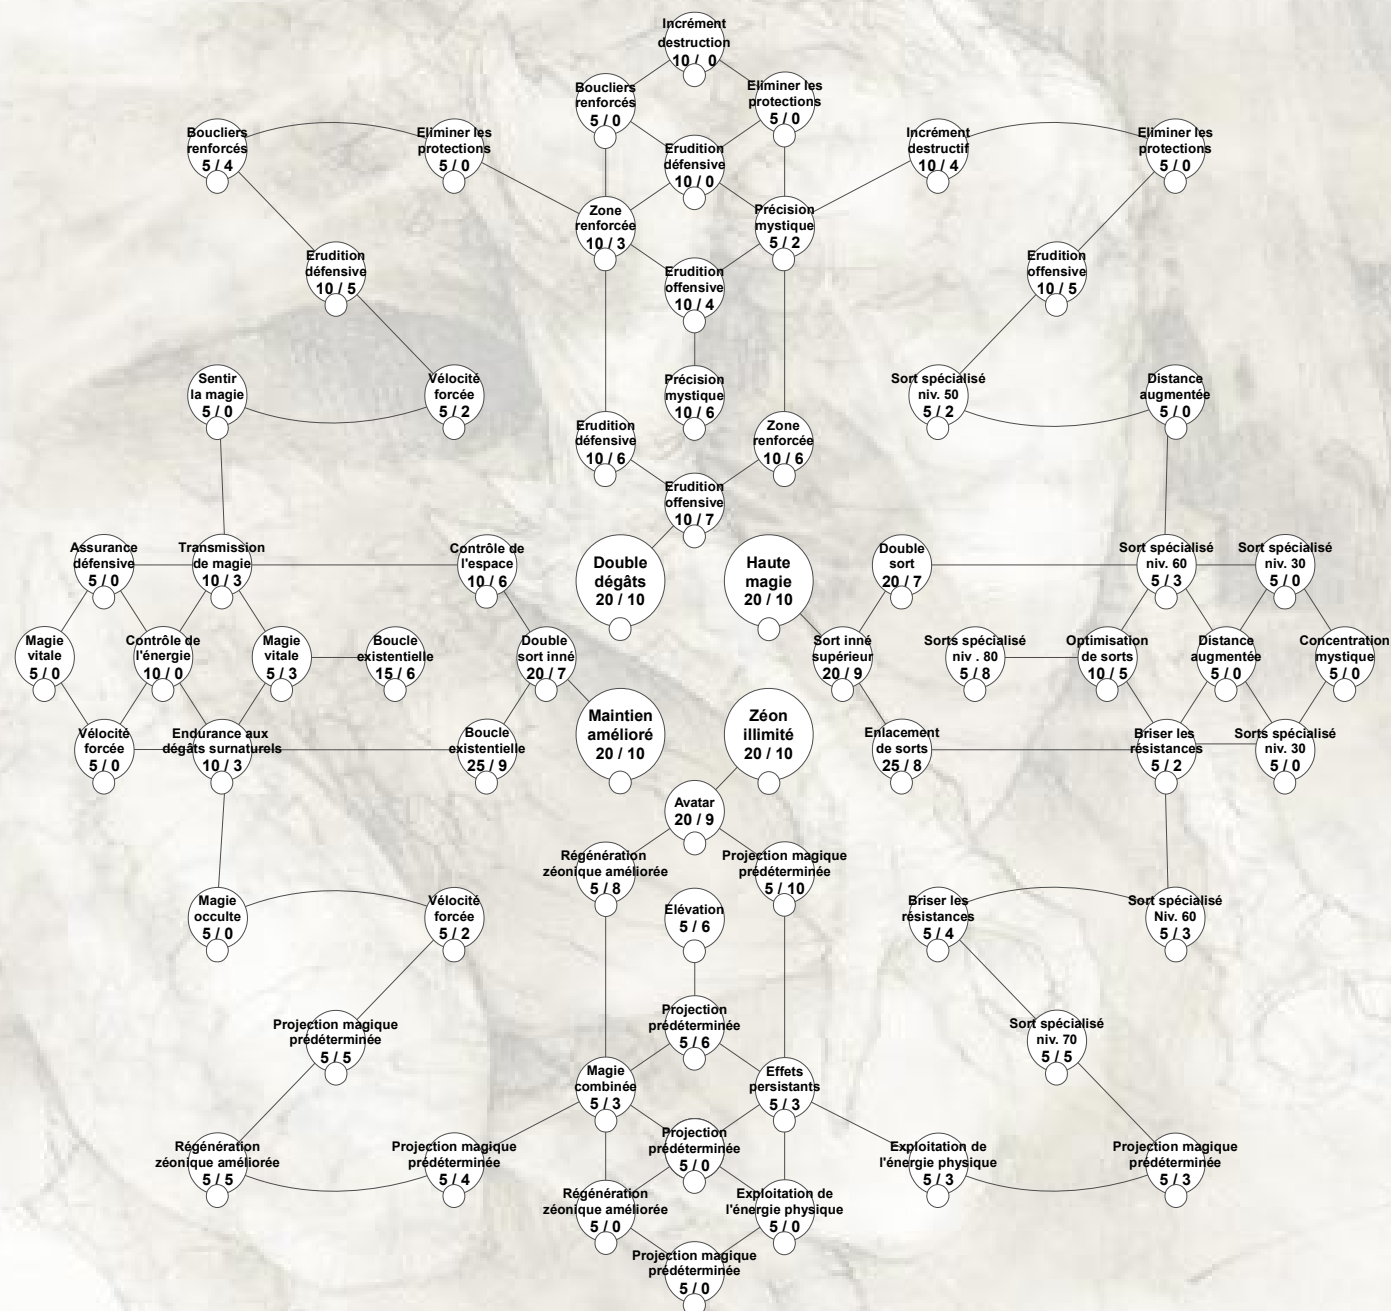 Incrément
destruction
10 / 0
Boucliers
renforcés
5 / 0
Eliminer les
protections
5 / 0
Boucliers
renforcés
5 / 4
Eliminer les
protections
5 / 0
Erudition
défensive
10 / 0
Incrément
destructif
10 / 4
Eliminer les
protections
5 / 0
Zone
renforcée
10 / 3
Précision
mystique
5 / 2
Erudition
défensive
10 / 5
Erudition
offensive
10 / 4
Erudition
offensive
10 / 5
Sentir
la magie
5 / 0
Vélocité
forcée
5 / 2
Précision
mystique
10 / 6
Sort spécialisé
niv. 50
5 / 2
Distance
augmentée
5 / 0
Erudition
défensive
10 / 6
Zone
renforcée
10 / 6
Erudition
offensive
10 / 7
Assurance
défensive
5 / 0
Transmission
de magie
10 / 3
Contrôle de
l'espace
10 / 6
Double
dégâts
20 / 10
Haute
magie
20 / 10
Double
sort
20 / 7
Sort spécialisé
niv. 60
5 / 3
Sort spécialisé
niv. 30
5 / 0
Magie
vitale
5 / 0
Contrôle de
l'énergie
10 / 0
Magie
vitale
5 / 3
Boucle
existentielle
15 / 6
Double
sort inné
20 / 7
Sort inné
supérieur
20 / 9
Sorts spécialisé
niv . 80
5 / 8
Optimisation
de sorts
10 / 5
Distance
augmentée
5 / 0
Concentration
mystique
5 / 0
Vélocité
forcée
5 / 0
Endurance aux
dégâts surnaturels
10 / 3
Boucle
existentielle
25 / 9
Maintien
amélioré
20 / 10
Zéon
illimité
20 / 10
Enlacement
de sorts
25 / 8
Briser les
résistances
5 / 2
Sorts spécialisé
niv. 30
5 / 0
Avatar
20 / 9
Régénération
zéonique améliorée
5 / 8
Projection magique
prédéterminée
5 / 10
Magie
occulte
5 / 0
Vélocité
forcée
5 / 2
Elévation
5 / 6
Briser les
résistances
5 / 4
Sort spécialisé
Niv. 60
5 / 3
Projection magique
prédéterminée
5 / 5
Projection
prédéterminée
5 / 6
Sort spécialisé
niv. 70
5 / 5
Magie
combinée
5 / 3
Effets
persistants
5 / 3
Régénération
zéonique améliorée
5 / 5
Projection magique
prédéterminée
5 / 4
Projection
prédéterminée
5 / 0
Exploitation de
l'énergie physique
5 / 3
Projection magique
prédéterminée
5 / 3
Régénération
zéonique améliorée
5 / 0
Exploitation de
l'énergie physique
5 / 0
Projection magique
prédéterminée
5 / 0